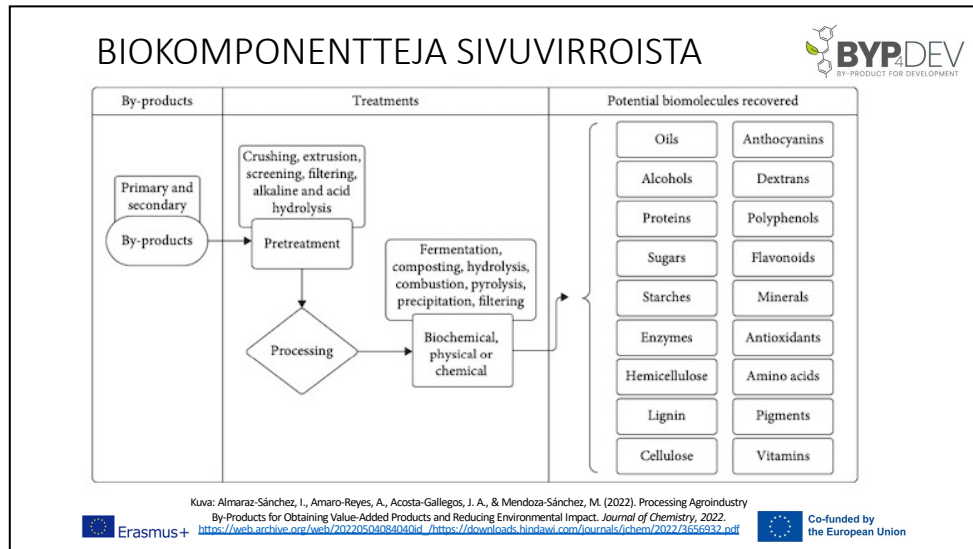 BIOKOMPONENTTEJA SIVUVIRROISTA
BYP4DEV
BY-PRODUCT FOR DEVELOPMENT
By-products
Treatments
Potential biomolecules recovered
Primary and
secondary
By-products
Crushing, extrusion,
screening, filtering,
alkaline and acid
hydrolysis
Pretreatment
Processing
Fermentation,
composting, hydrolysis,
combustion, pyrolysis,
precipitation, filtering
Biochemical,
physical or
chemical
Oils
Anthocyanins
Alcohols
Dextrans
Proteins
Polyphenols
Sugars
Flavonoids
Starches
Minerals
Enzymes
Antioxidants
Hemicellulose
Amino acids
Lignin
Pigments
Cellulose
Vitamins
Kuva: Almaraz-Sánchez, I., Amaro-Reyes, A., Acosta-Gallegos, J. A., & Mendoza-Sánchez, M. (2022). Processing Agroindustry
By-Products for Obtaining Value-Added Products and Reducing Environmental Impact. Journal of Chemistry, 2022.
https://web.archive.org/web/20220504084040id_/https://downloads.hindawi.com/journals/jchem/2022/3656932.pdf
Erasmus+
Co-funded by
the European Union